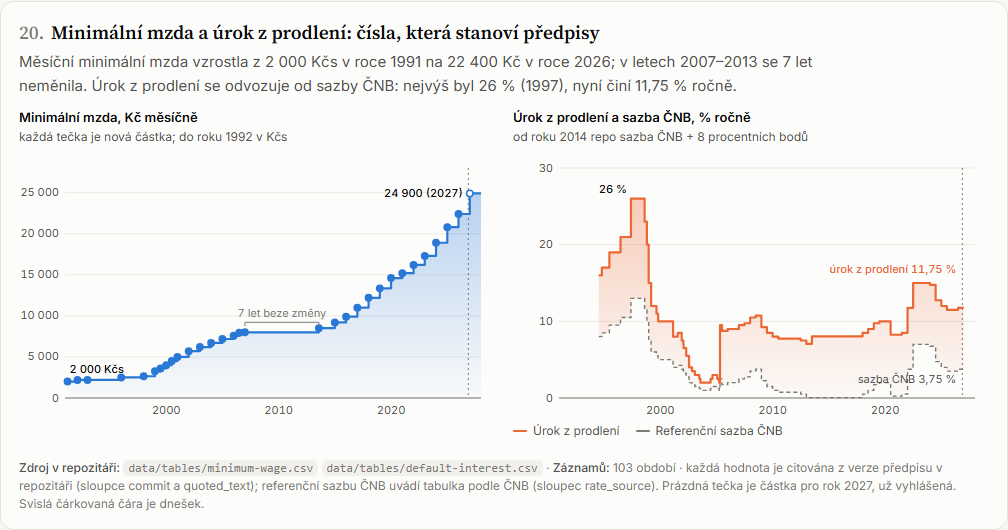 20. Minimální mzda a úrok z prodlení: čísla, která stanoví předpisy
Měsíční minimální mzda vzrostla z 2 000 Kčs v roce 1991 na 22 400 Kč v roce 2026; v letech 2007–2013 se 7 let
neměnila. Úrok z prodlení se odvozuje od sazby ČNB: nejvýš byl 26 % (1997), nyní činí 11,75 % ročně.
Minimální mzda, Kč měsíčně
každá tečka je nová částka; do roku 1992 v Kčs
25 000
20 000
15 000
10 000
5 000
0
24 900 (2027)
7 let beze změny
2 000 Kčs
2000
2010
2020
Úrok z prodlení a sazba ČNB, % ročně
od roku 2014 repo sazba ČNB + 8 procentních bodů
30
20
10
0
26 %
úrok z prodlení 11,75 %
sazba ČNB 3,75 %
2000
2010
2020
Úrok z prodlení
Referenční sazba ČNB
Zdroj v repozitáři: data/tables/minimum-wage.csv data/tables/default-interest.csv · Záznamů: 103 období · každá hodnota je citována z verze předpisu v
repozitáři (sloupce commit a quoted_text); referenční sazbu ČNB uvádí tabulka podle ČNB (sloupec rate_source). Prázdná tečka je částka pro rok 2027, už vyhlášená.
Svislá čárkovaná čára je dnešek.